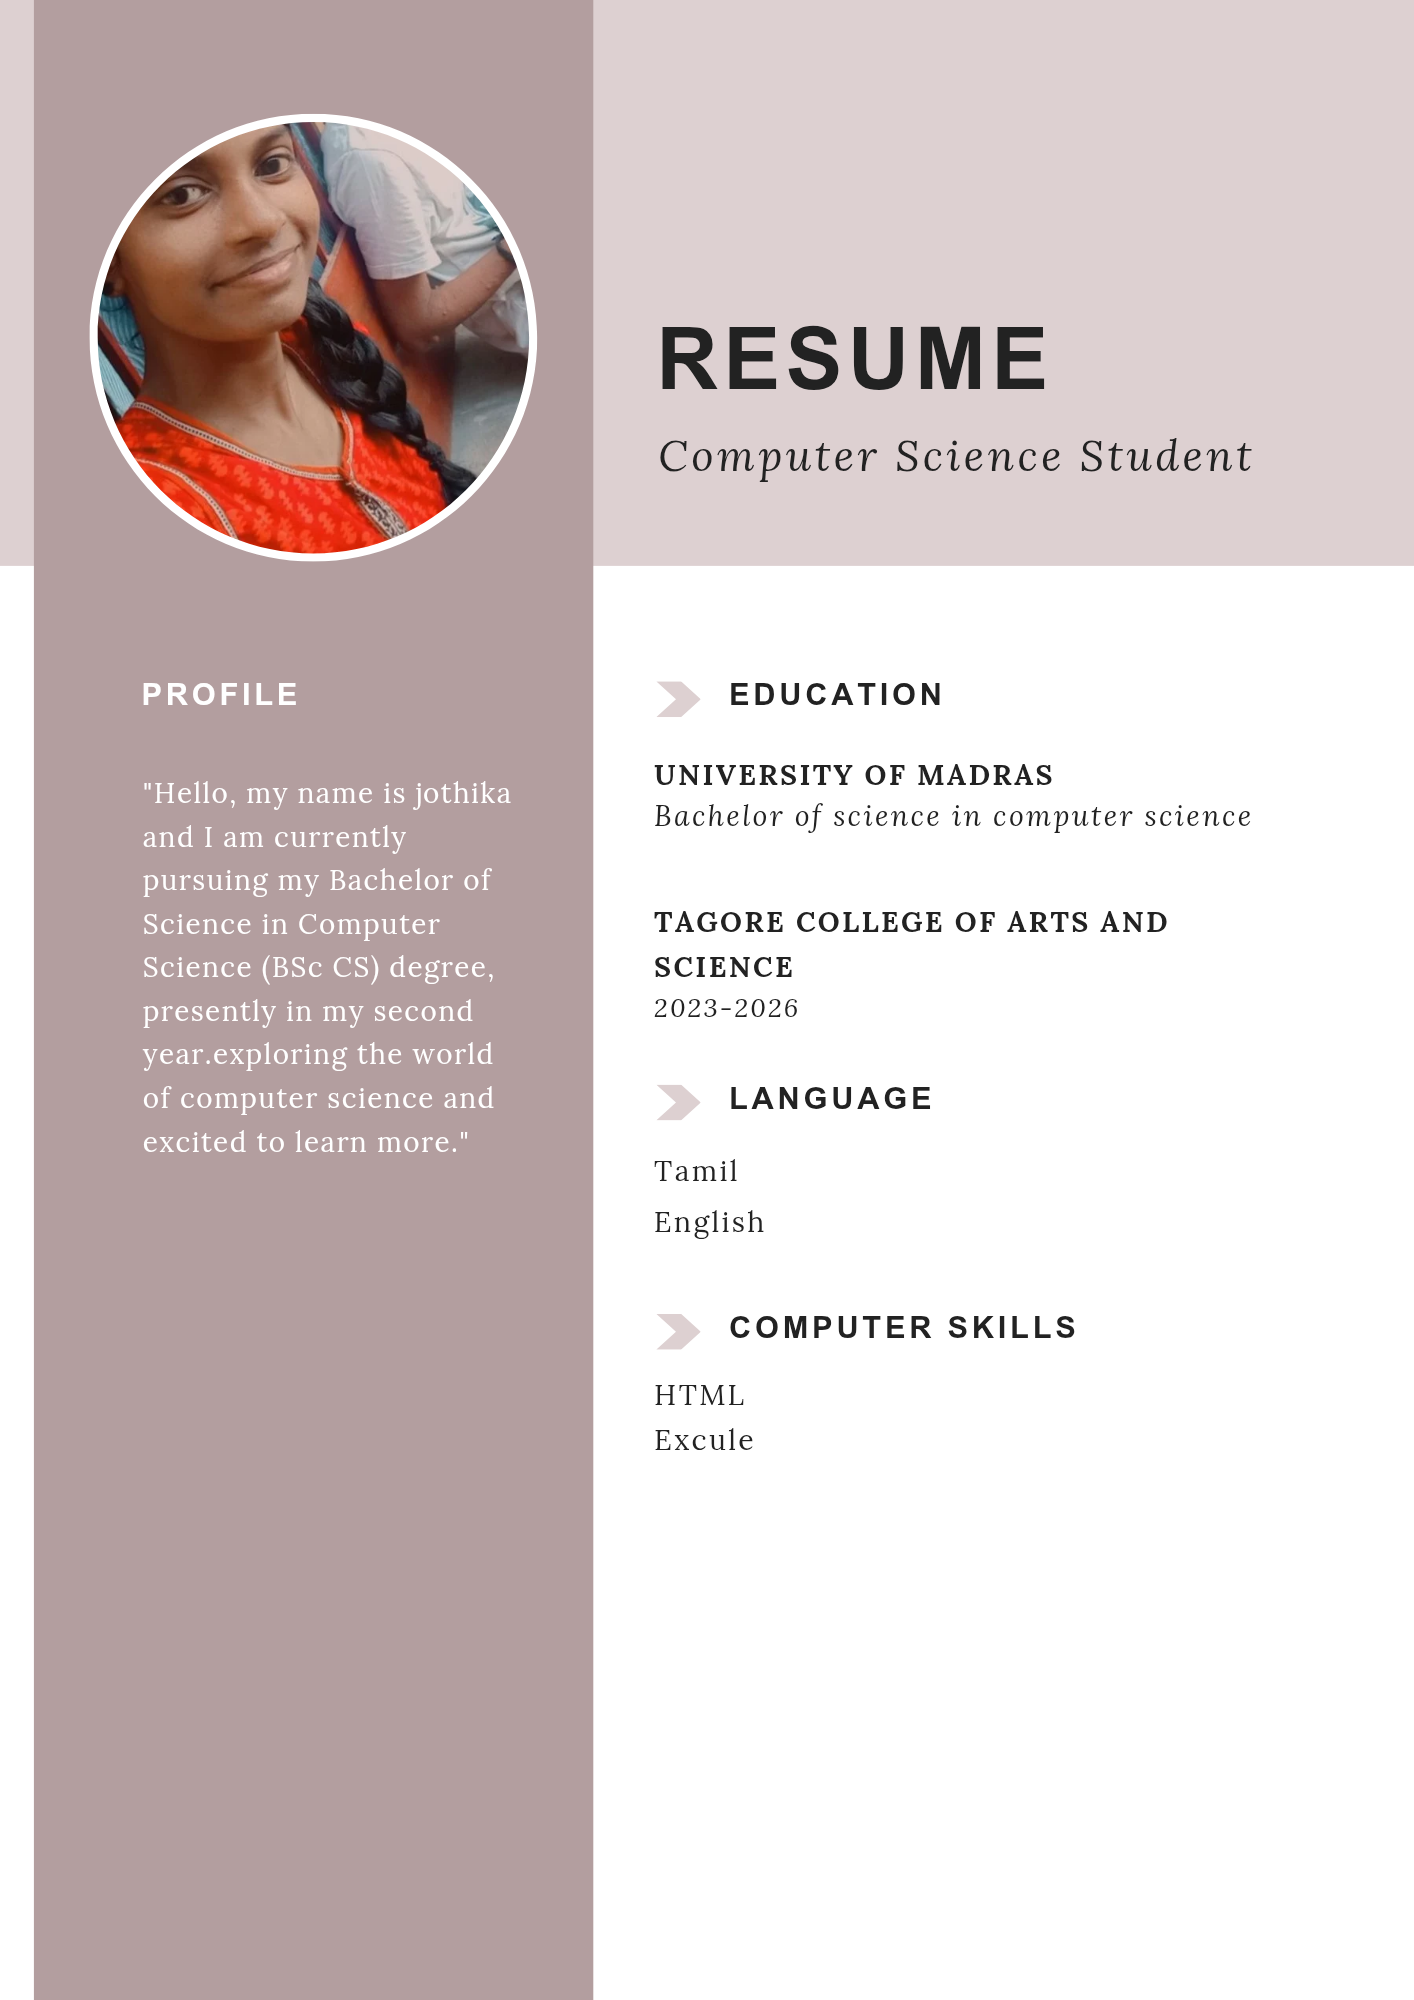 RESUME
Computer Science Student
PROFILE
"Hello, my name is jothika
and I am currently
pursuing my Bachelor of
Science in Computer
Science (BSc CS) degree,
presently in my second
year.exploring the world
of computer science and
excited to learn more."
EDUCATION
UNIVERSITY OF MADRAS
Bachelor of science in computer science
TAGORE COLLEGE OF ARTS AND
SCIENCE
2023-2026
LANGUAGE
Tamil
English
COMPUTER SKILLS
HTML
Excule